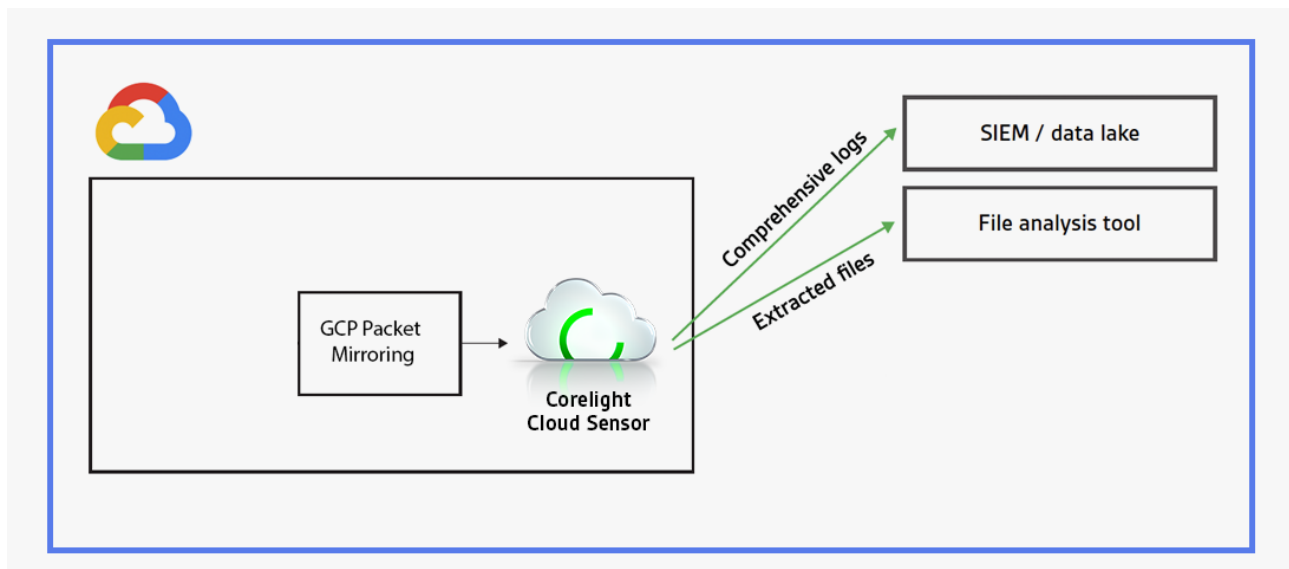 SIEM / data lake
Comprehensive logs
File analysis tool
Extracted files
GCP Packet
Mirroring
Corelight
Cloud Sensor